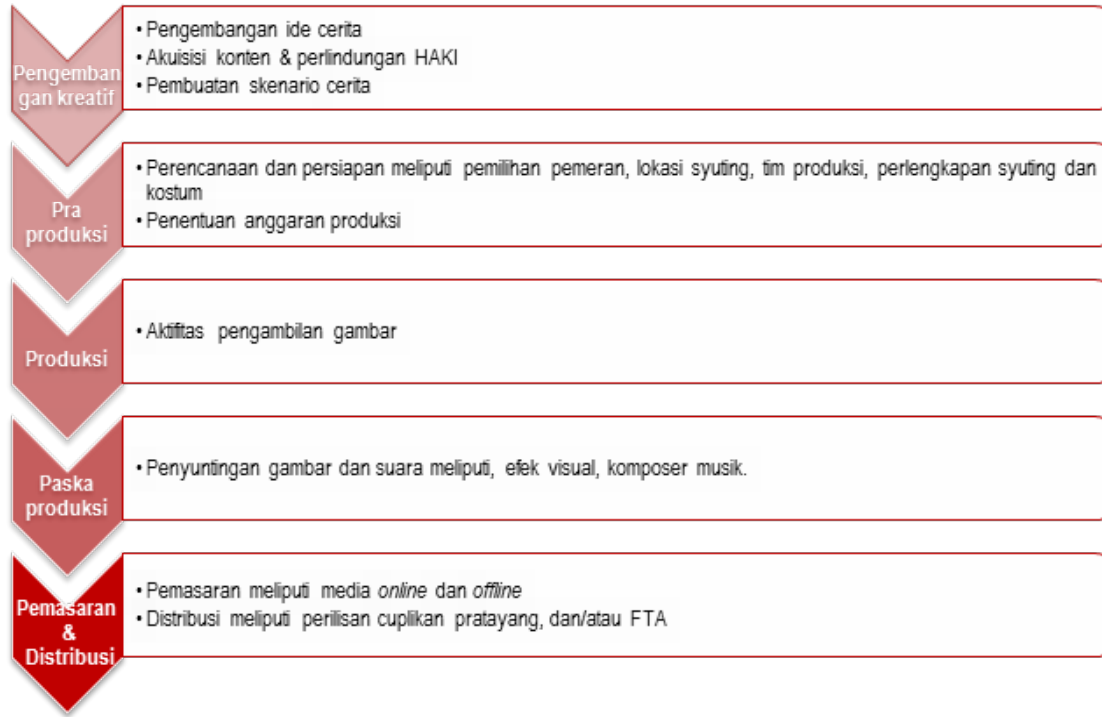 Pengemban
gan kreatif
• Pengembangan ide cerita
• Akuisisi konten & perlindungan HAKI
• Pembuatan skenario cerita
Pra
produksi
• Perencanaan dan persiapan meliputi pemilihan pemeran, lokasi syuting, tim produksi, perlengkapan syuting dan
kostum
• Penentuan anggaran produksi
Produksi
• Aktifitas pengambilan gambar
Paska
produksi
• Penyuntingan gambar dan suara meliputi, efek visual, komposer musik.
Pemasaran
&
Distribusi
• Pemasaran meliputi media online dan offline
• Distribusi meliputi perilisan cuplikan pratayang, dan/atau FTA